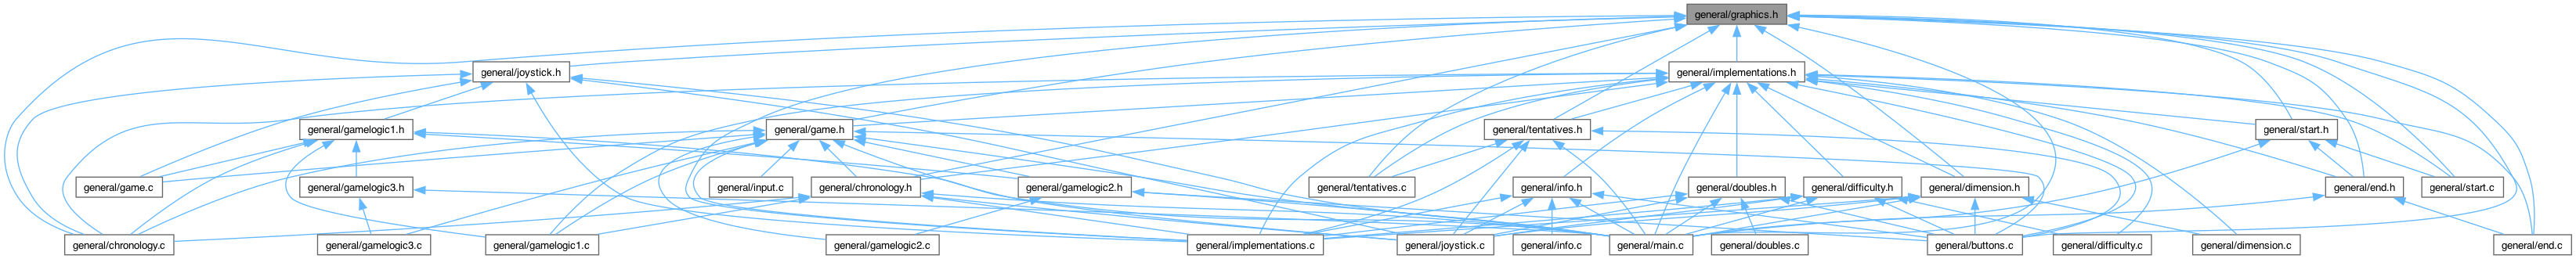 general/graphics.h
general/joystick.h
general/implementations.h
general/gamelogic1.h
general/game.h
general/tentatives.h
general/start.h
general/game.c
general/gamelogic3.h
general/input.c
general/chronology.h
general/gamelogic2.h
general/tentatives.c
general/info.h
general/doubles.h
general/difficulty.h
general/dimension.h
general/end.h
general/start.c
general/chronology.c
general/gamelogic3.c
general/gamelogic1.c
general/gamelogic2.c
general/implementations.c
general/joystick.c
general/info.c
general/main.c
general/doubles.c
general/buttons.c
general/difficulty.c
general/dimension.c
general/end.c